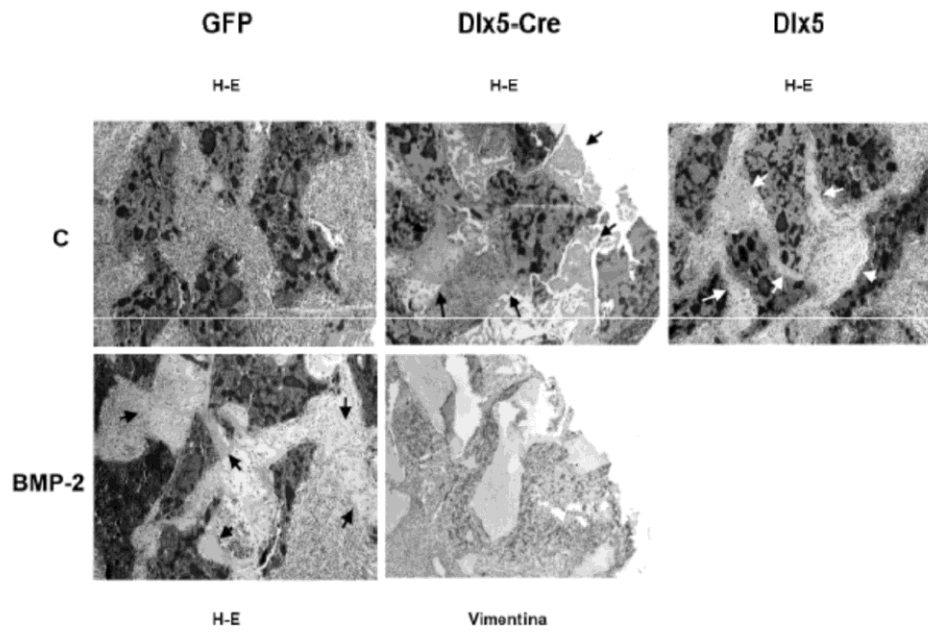 GFP Dlx5-Cre Dlx5
H-E H-E H-E
C
BMP-2
H-E Vimentina